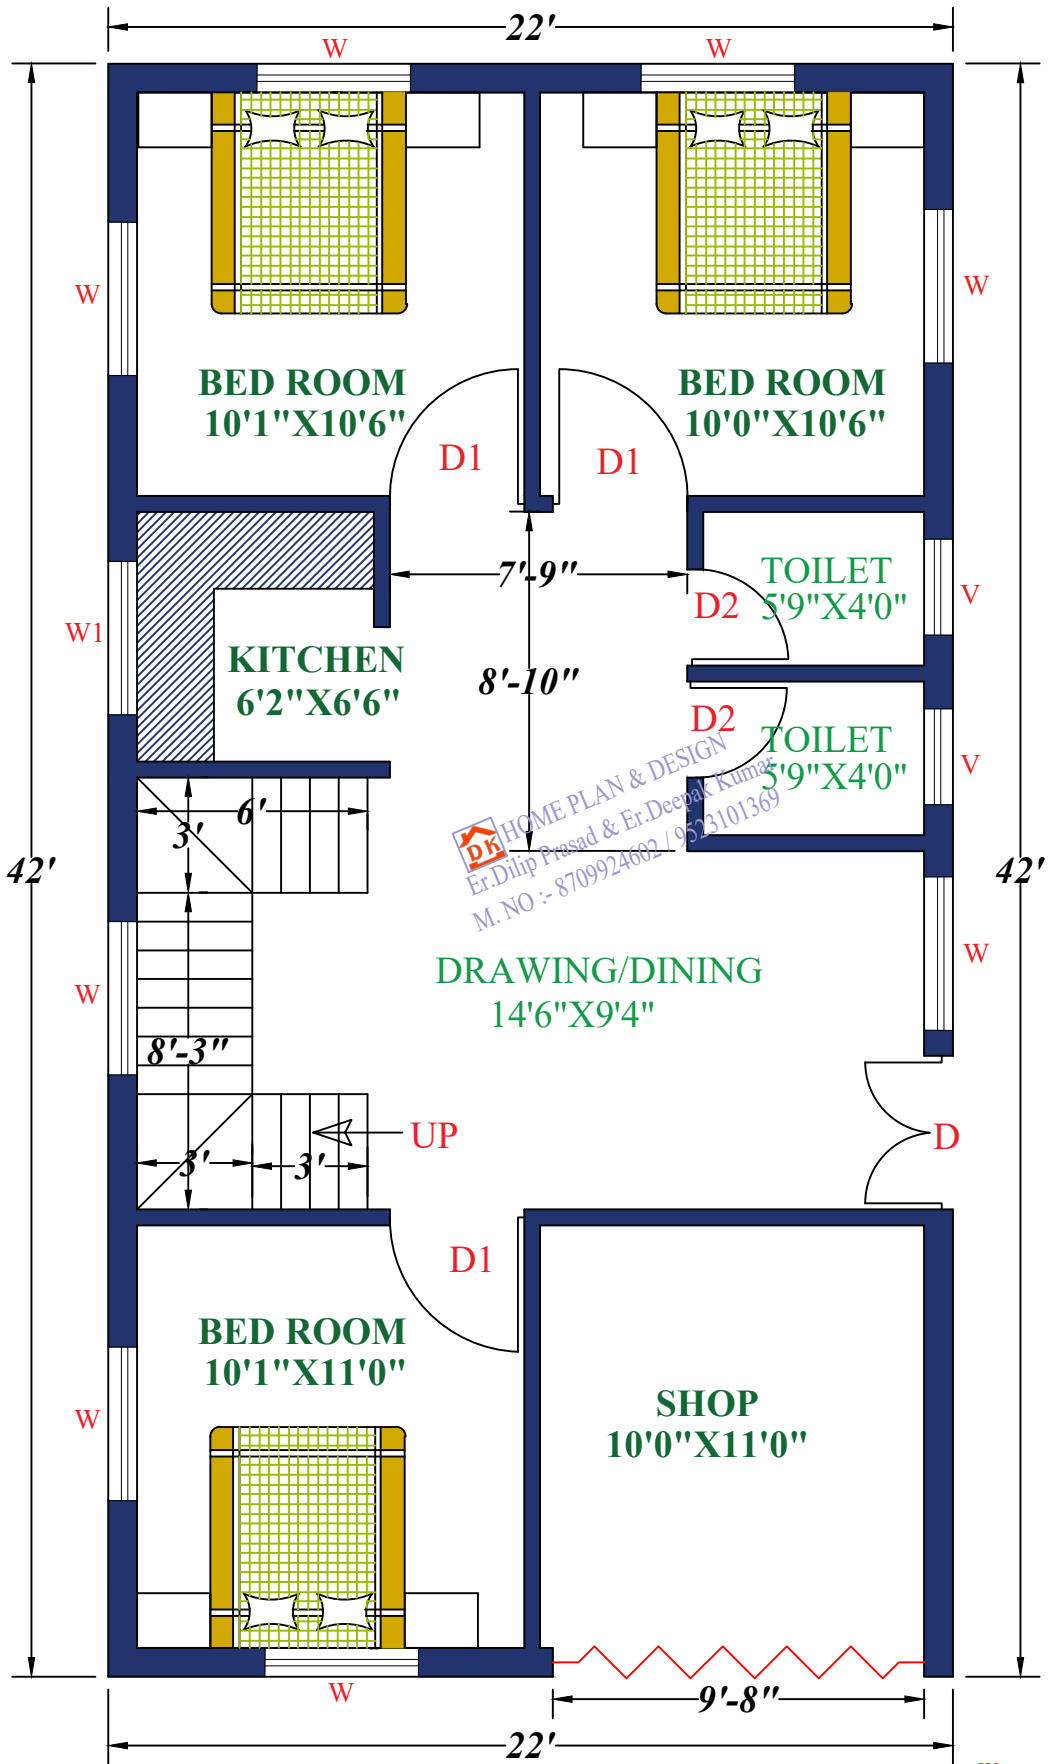 22'
W
W
W
W
BED ROOM
10'1"X10'6"
BED ROOM
10'0"X10'6"
D1
D1
7'-9"
TOILET
5'9"X4'0"
D2
V
W1
KITCHEN
6'2"X6'6"
8'-10"
D2
TOILET
5'9"X4'0"
V
HOME PLAN & DESIGN
DK
Er.Dilip Prasad & Er.Deepak Kumar
M. NO :- 8709924602 / 9523101369
6'
3'
42'
42'
W
DRAWING/DINING
14'6"X9'4"
W
8'-3"
UP
D
3'
3'
D1
BED ROOM
10'1"X11'0"
W
SHOP
10'0"X11'0"
W
9'-8"
22'